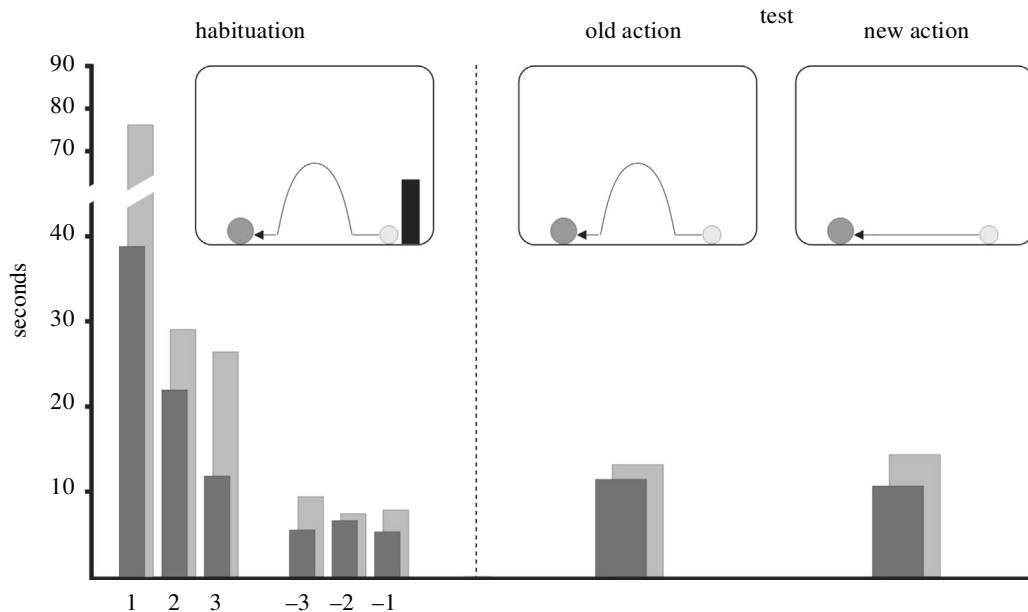 test
habituation
old action
new action
90
80
70
40
30
20
10
seconds
1 2 3 –3 –2 –1